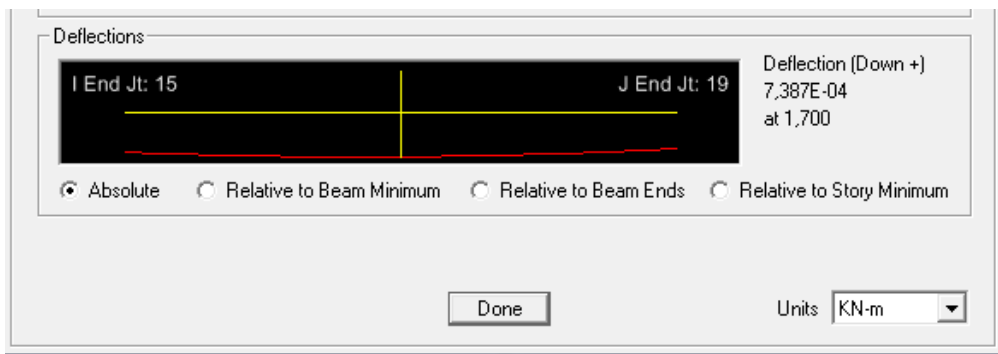 Deflections
I End Jt: 15
J End Jt: 19
Deflection (Down +)
7,387E-04
at 1,700
Absolute
Relative to Beam Minimum
Relative to Beam Ends
Relative to Story Minimum
Done
Units
KN-m